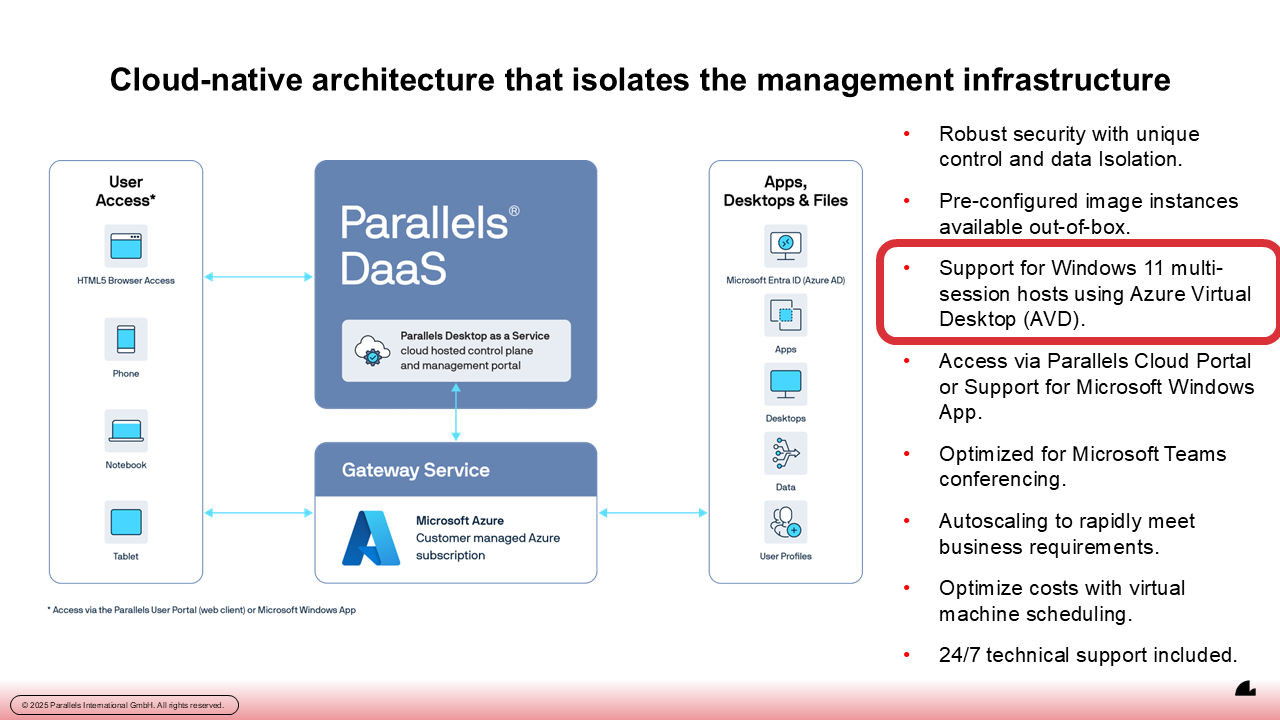 Cloud-native architecture that isolates the management infrastructure
User
Access*
HTML5 Browser Access
Phone
Notebook
Tablet
Parallels®
DaaS
Parallels Desktop as a Service
cloud hosted control plane
and management portal
Gateway Service
Microsoft Azure
Customer managed Azure
subscription
Apps,
Desktops & Files
Microsoft Entra ID (Azure AD)
Apps
Desktops
Data
User Profiles
* Access via the Parallels User Portal (web client) or Microsoft Windows App
• Robust security with unique
control and data Isolation.
• Pre-configured image instances
available out-of-box.
• Support for Windows 11 multi-
session hosts using Azure Virtual
Desktop (AVD).
• Access via Parallels Cloud Portal
or Support for Microsoft Windows
App.
• Optimized for Microsoft Teams
conferencing.
• Autoscaling to rapidly meet
business requirements.
• Optimize costs with virtual
machine scheduling.
• 24/7 technical support included.
© 2025 Parallels International GmbH. All rights reserved.